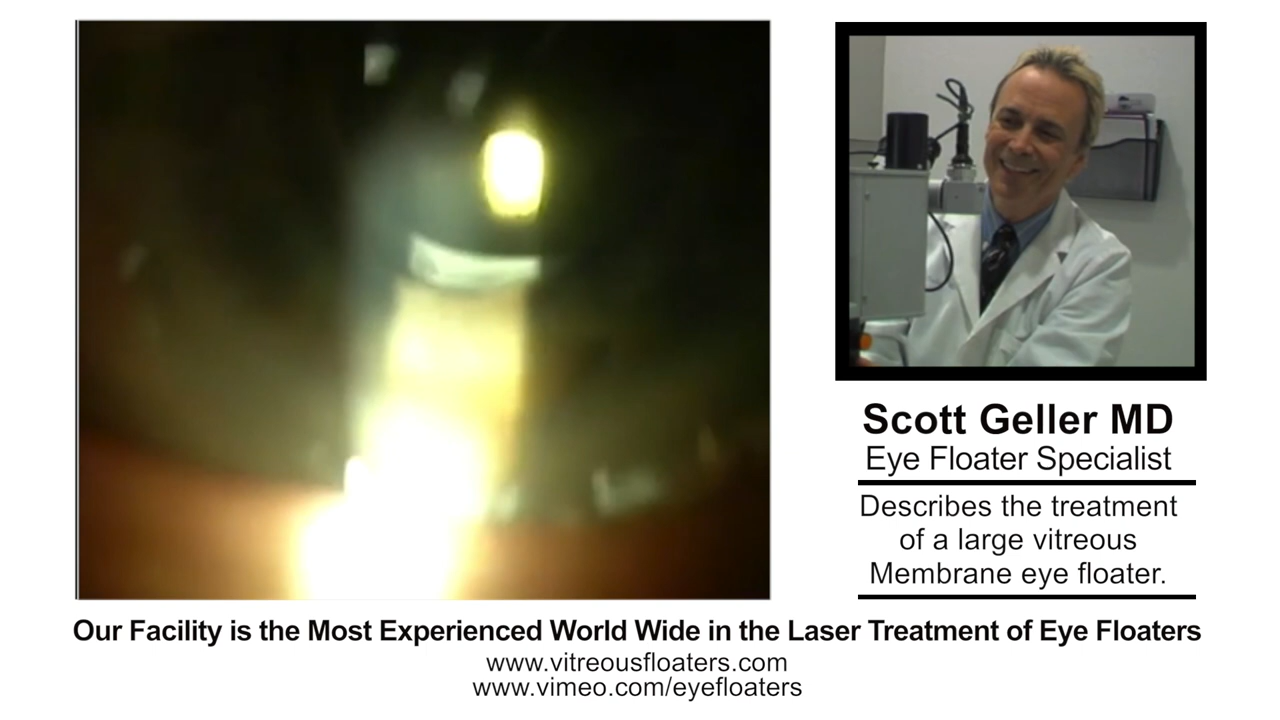 Scott Geller MD
Eye Floater Specialist
Describes the treatment
of a large vitreous
Membrane eye floater.
Our Facility is the Most Experienced World Wide in the Laser Treatment of Eye Floaters
www.vitreousfloaters.com
www.vimeo.com/eyefloaters